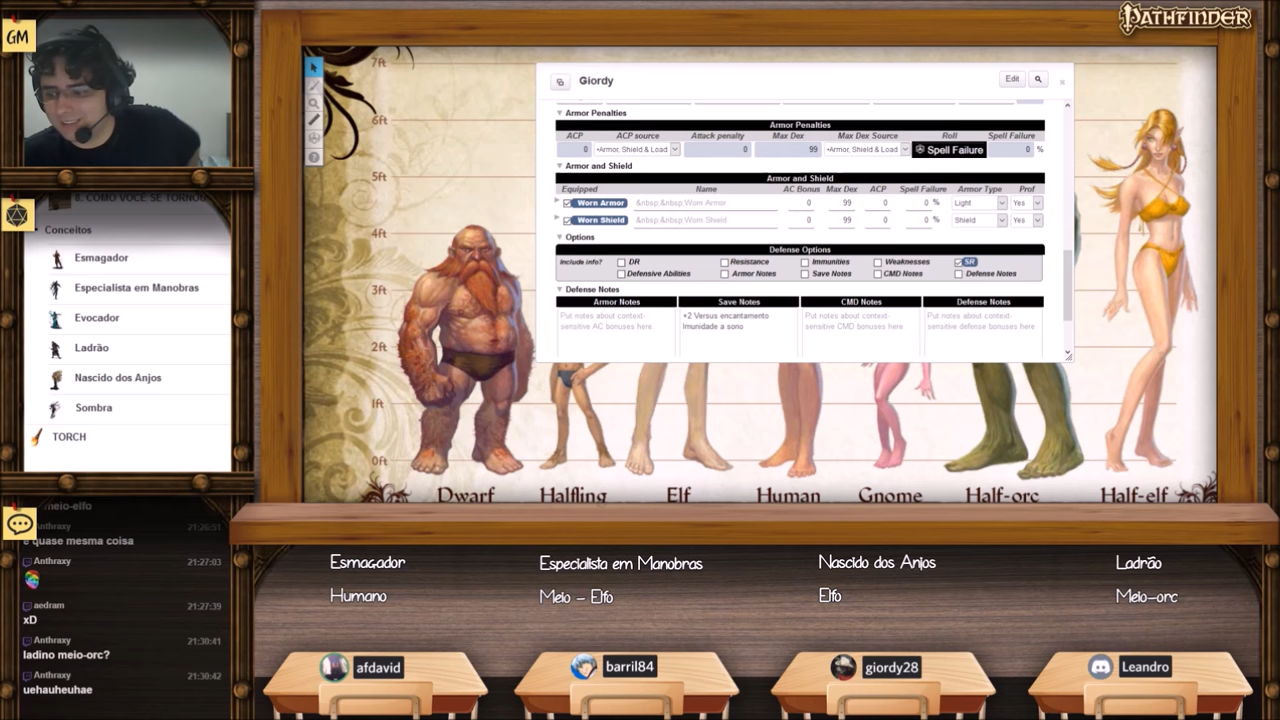 GM
PATHFINDER
7ft
6ft
5ft
4ft
3ft
2ft
1ft
0ft
Giordy
Edit
Armor Penalties
Armor Penalties
ACP ACP source Attack penalty Max Dex Max Dex Source Roll Spell Failure
0 •Armor, Shield & Load 0 99 •Armor, Shield & Load Spell Failure 0 %
Armor and Shield
Armor and Shield
Equipped Name AC Bonus Max Dex ACP Spell Failure Armor Type Prof
Worn Armor &nbsp;&nbsp;Worn Armor 0 99 0 0 % Light Yes
Worn Shield &nbsp;&nbsp;Worn Shield 0 99 0 0 % Shield Yes
Options
Defense Options
Include info? DR Resistance Immunities Weaknesses SR
Defensive Abilities Armor Notes Save Notes CMD Notes Defense Notes
Defense Notes
Armor Notes Save Notes CMD Notes Defense Notes
Put notes about context-sensitive AC bonuses here
+2 Versus encantamento
Imunidade a sono
Put notes about context-sensitive CMD bonuses here
Put notes about context-sensitive defense bonuses here
Dwarf Halfling Elf Human Gnome Half-orc Half-elf
8. COMO VOCÊ SE TORNOU
Conceitos
Esmagador
Especialista em Manobras
Evocador
Ladrão
Nascido dos Anjos
Sombra
TORCH
meio-elfo
Anthraxy 21:26:51
é quase mesma coisa
Anthraxy 21:27:03
aedram 21:27:39
xD
Anthraxy 21:30:41
ladino meio-orc?
Anthraxy 21:30:42
uehauheuhae
Esmagador Especialista em Manobras Nascido dos Anjos Ladrão
Humano Meio - Elfo Elfo Meio-orc
afdavid barril84 giordy28 Leandro